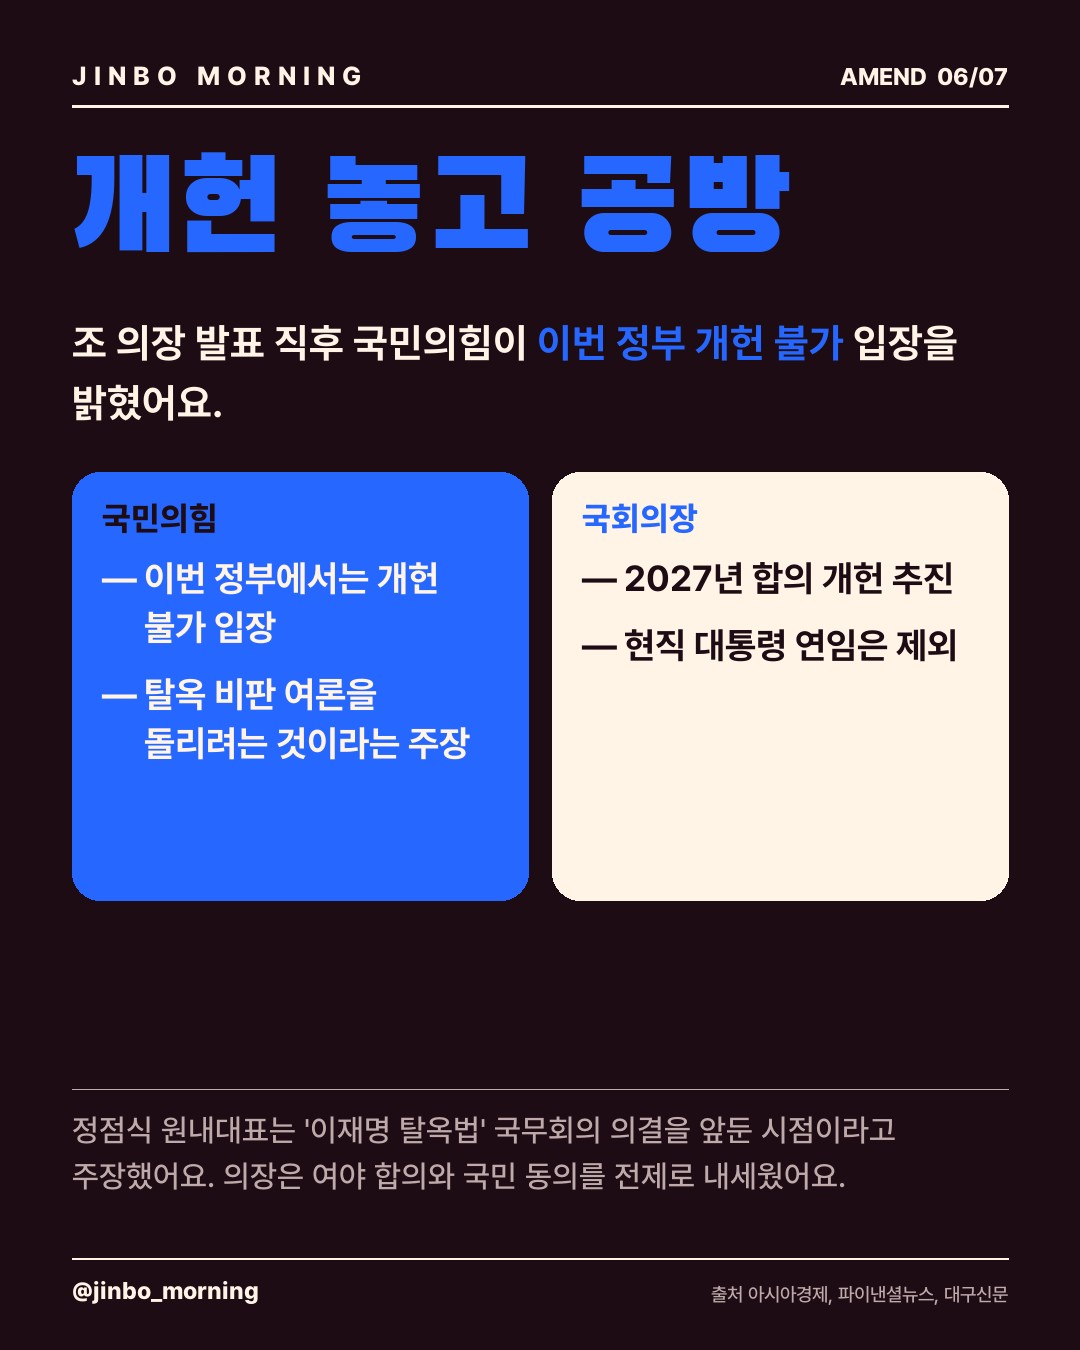 JINBO MORNING
AMEND 06/07
개헌 놓고 공방
조 의장 발표 직후 국민의힘이 이번 정부 개헌 불가 입장을
밝혔어요.
국민의힘
— 이번 정부에서는 개헌
불가 입장
— 탈옥 비판 여론을
돌리려는 것이라는 주장
국회의장
— 2027년 합의 개헌 추진
— 현직 대통령 연임은 제외
정점식 원내대표는 '이재명 탈옥법' 국무회의 의결을 앞둔 시점이라고
주장했어요. 의장은 여야 합의와 국민 동의를 전제로 내세웠어요.
@jinbo_morning
출처 아시아경제, 파이낸셜뉴스, 대구신문